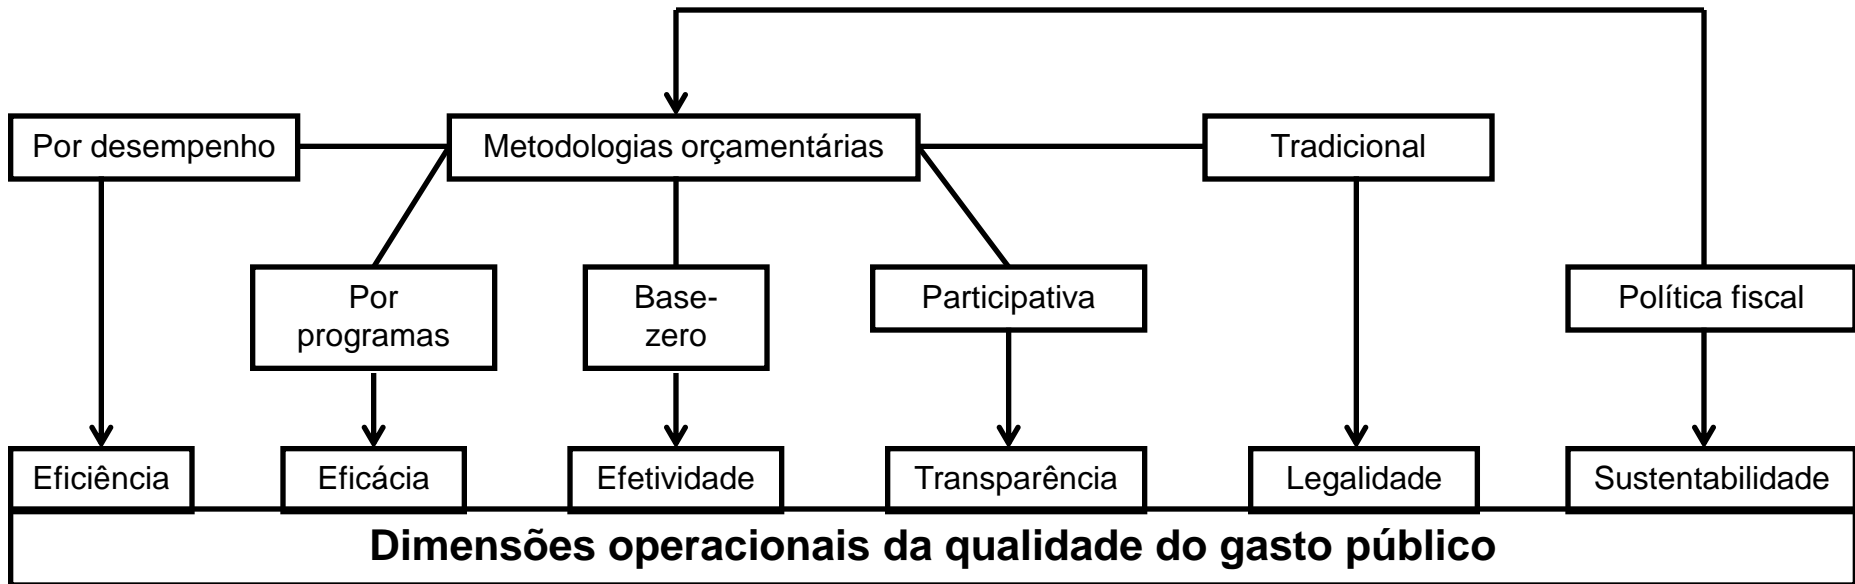 Por desempenho
Metodologias orçamentárias
Tradicional
Por
programas
Base-
zero
Participativa
Política fiscal
Eficiência
Eficácia
Efetividade
Transparência
Legalidade
Sustentabilidade
Dimensões operacionais da qualidade do gasto público